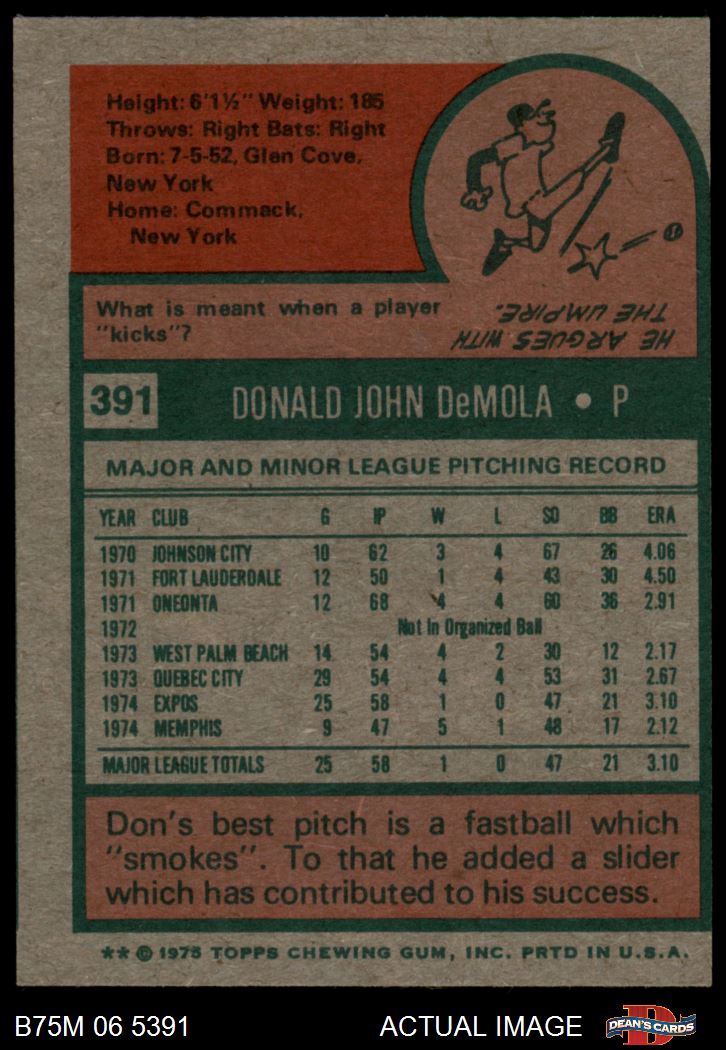 Height: 6'1½" Weight: 185
Throws: Right Bats: Right
Born: 7-5-52, Glen Cove,
New York
Home: Commack,
New York
What is meant when a player
"kicks"?
HE ARGUES WITH
THE UMPIRE.
391 DONALD JOHN DeMOLA • P
MAJOR AND MINOR LEAGUE PITCHING RECORD
YEAR CLUB G IP W L SO BB ERA
1970 JOHNSON CITY 10 62 3 4 67 26 4.06
1971 FORT LAUDERDALE 12 50 1 4 43 30 4.50
1971 ONEONTA 12 68 4 4 60 36 2.91
1972 Not In Organized Ball
1973 WEST PALM BEACH 14 54 4 2 30 12 2.17
1973 QUEBEC CITY 29 54 4 4 53 31 2.67
1974 EXPOS 25 58 1 0 47 21 3.10
1974 MEMPHIS 9 47 5 1 48 17 2.12
MAJOR LEAGUE TOTALS 25 58 1 0 47 21 3.10
Don's best pitch is a fastball which
"smokes". To that he added a slider
which has contributed to his success.
** © 1975 TOPPS CHEWING GUM, INC. PRTD IN U.S.A.
B75M 06 5391 ACTUAL IMAGE DEAN'S CARDS